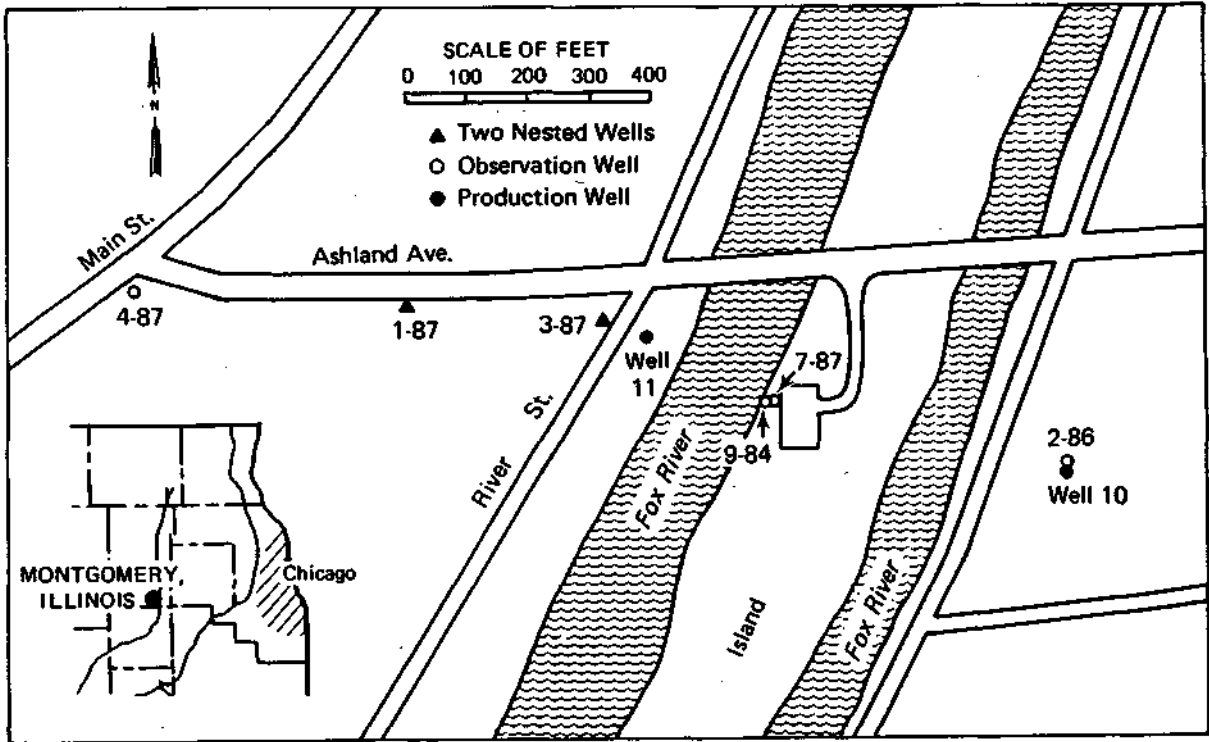 SCALE OF FEET
0 100 200 300 400
▲ Two Nested Wells
○ Observation Well
● Production Well
N
Main St.
Ashland Ave.
4-87
1-87
3-87
Well
11
7-87
9-84
2-86
Well 10
River St.
Fox River
Fox River
Island
MONTGOMERY,
ILLINOIS
Chicago